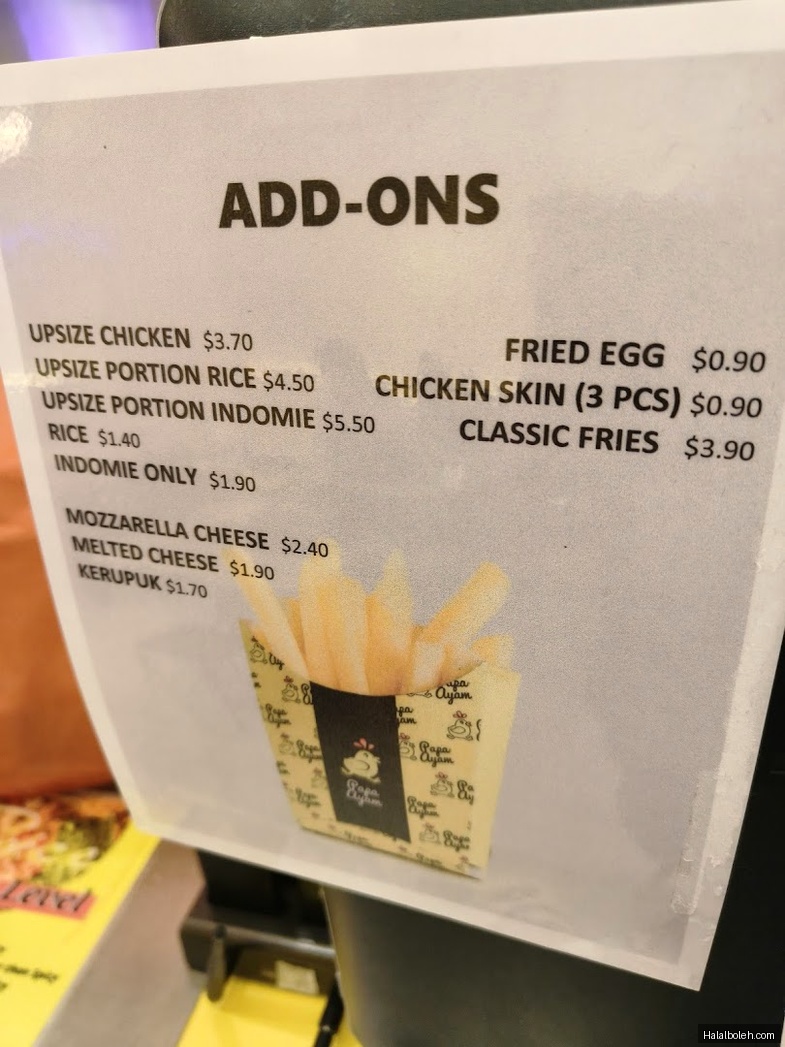 ADD-ONS
UPSIZE CHICKEN $3.70
UPSIZE PORTION RICE $4.50
UPSIZE PORTION INDOMIE $5.50
RICE $1.40
INDOMIE ONLY $1.90
MOZZARELLA CHEESE $2.40
MELTED CHEESE $1.90
KERUPUK $1.70
FRIED EGG $0.90
CHICKEN SKIN (3 PCS) $0.90
CLASSIC FRIES $3.90
Papa
Ayam
Level
Halalboleh.com